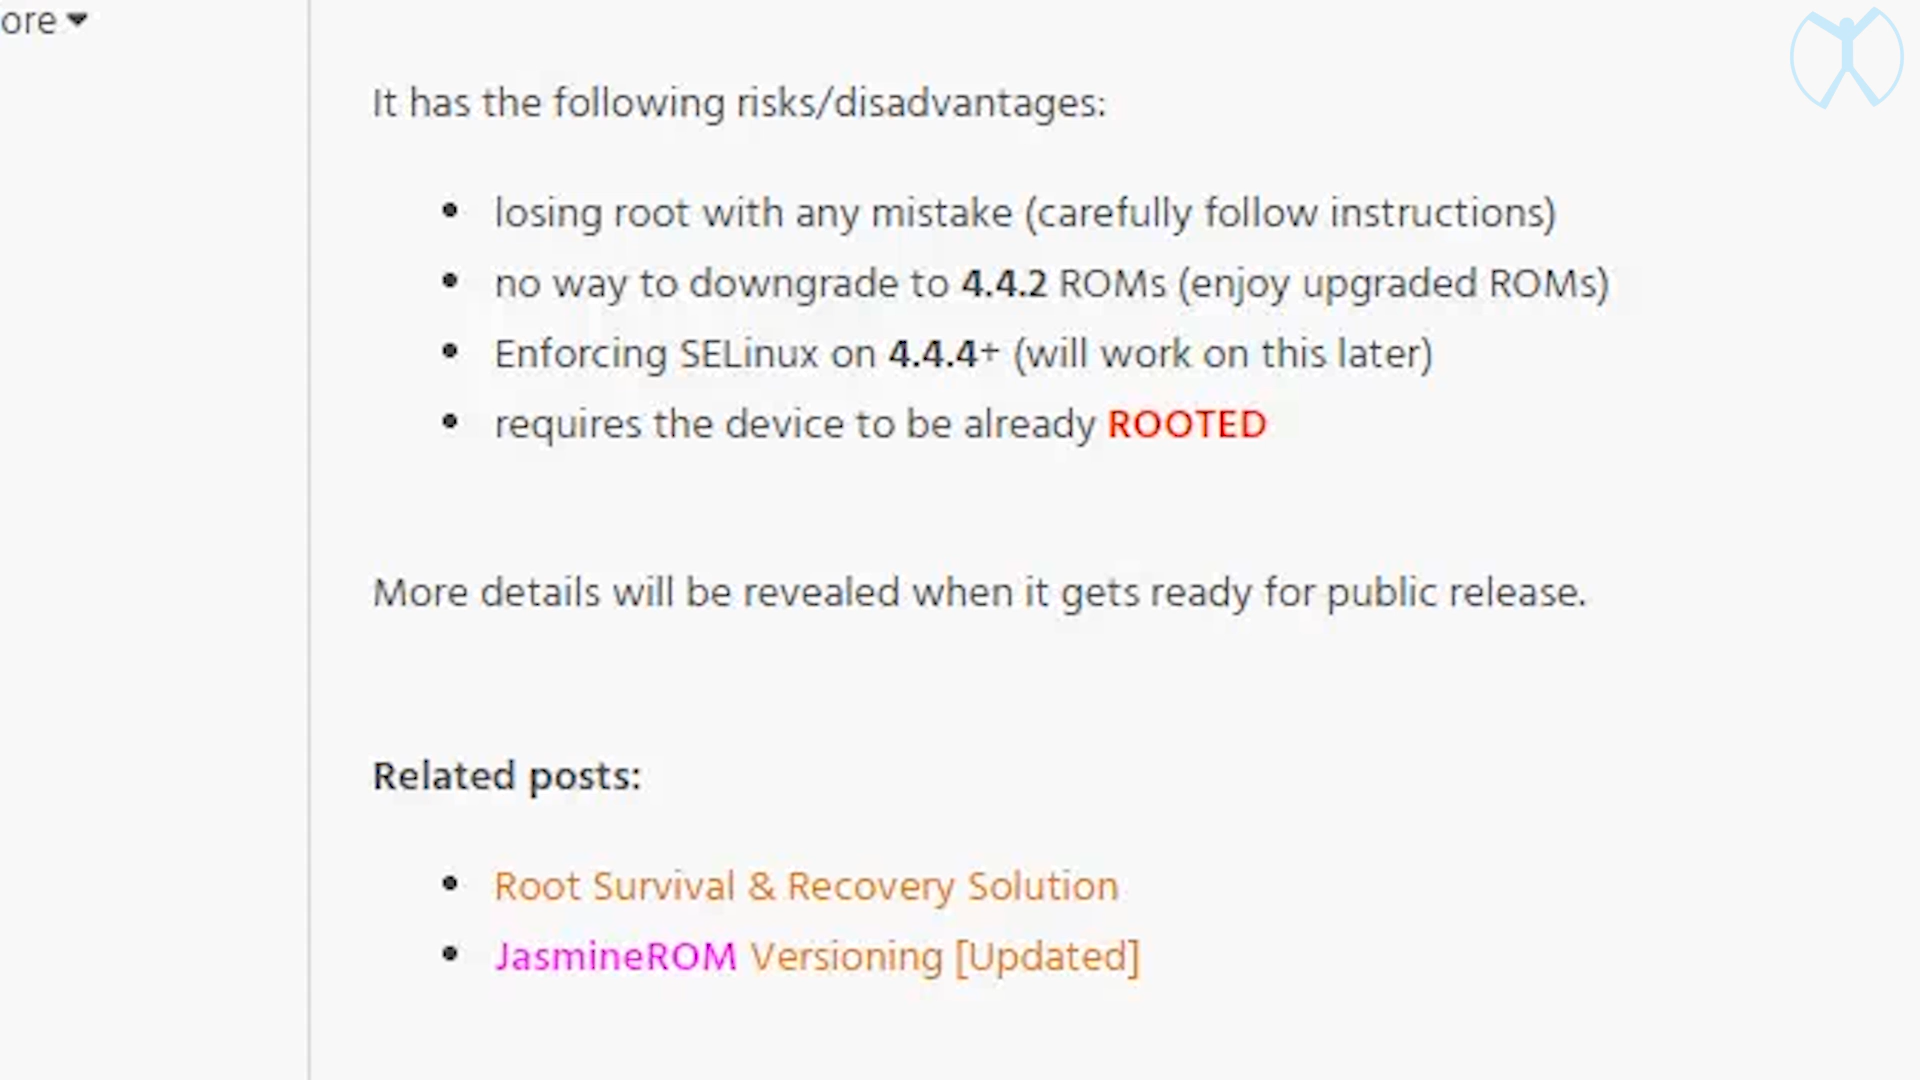 ore
It has the following risks/disadvantages:
losing root with any mistake (carefully follow instructions)
no way to downgrade to 4.4.2 ROMs (enjoy upgraded ROMs)
Enforcing SELinux on 4.4.4+ (will work on this later)
requires the device to be already ROOTED
More details will be revealed when it gets ready for public release.
Related posts:
Root Survival & Recovery Solution
JasmineROM Versioning [Updated]